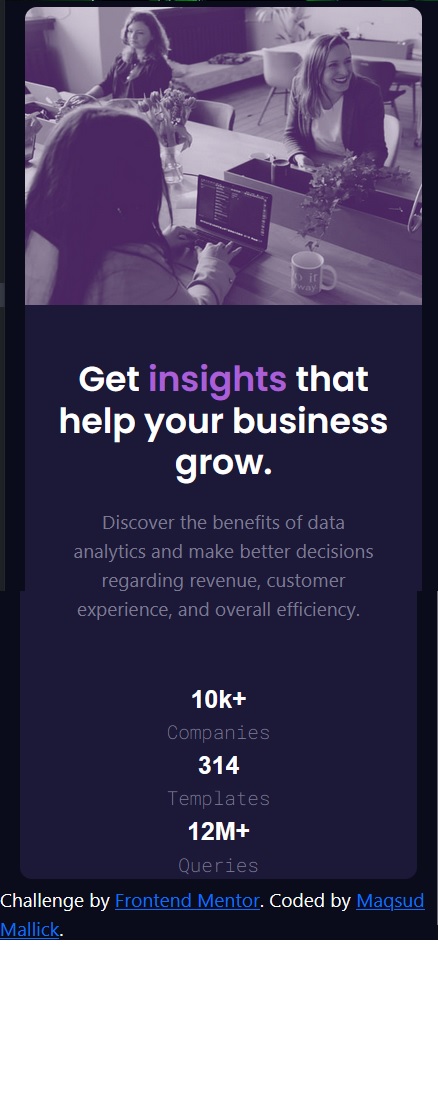 Get insights that
help your business
grow.
Discover the benefits of data
analytics and make better decisions
regarding revenue, customer
experience, and overall efficiency.
10k+
Companies
314
Templates
12M+
Queries
Challenge by Frontend Mentor. Coded by Maqsud
Mallick.